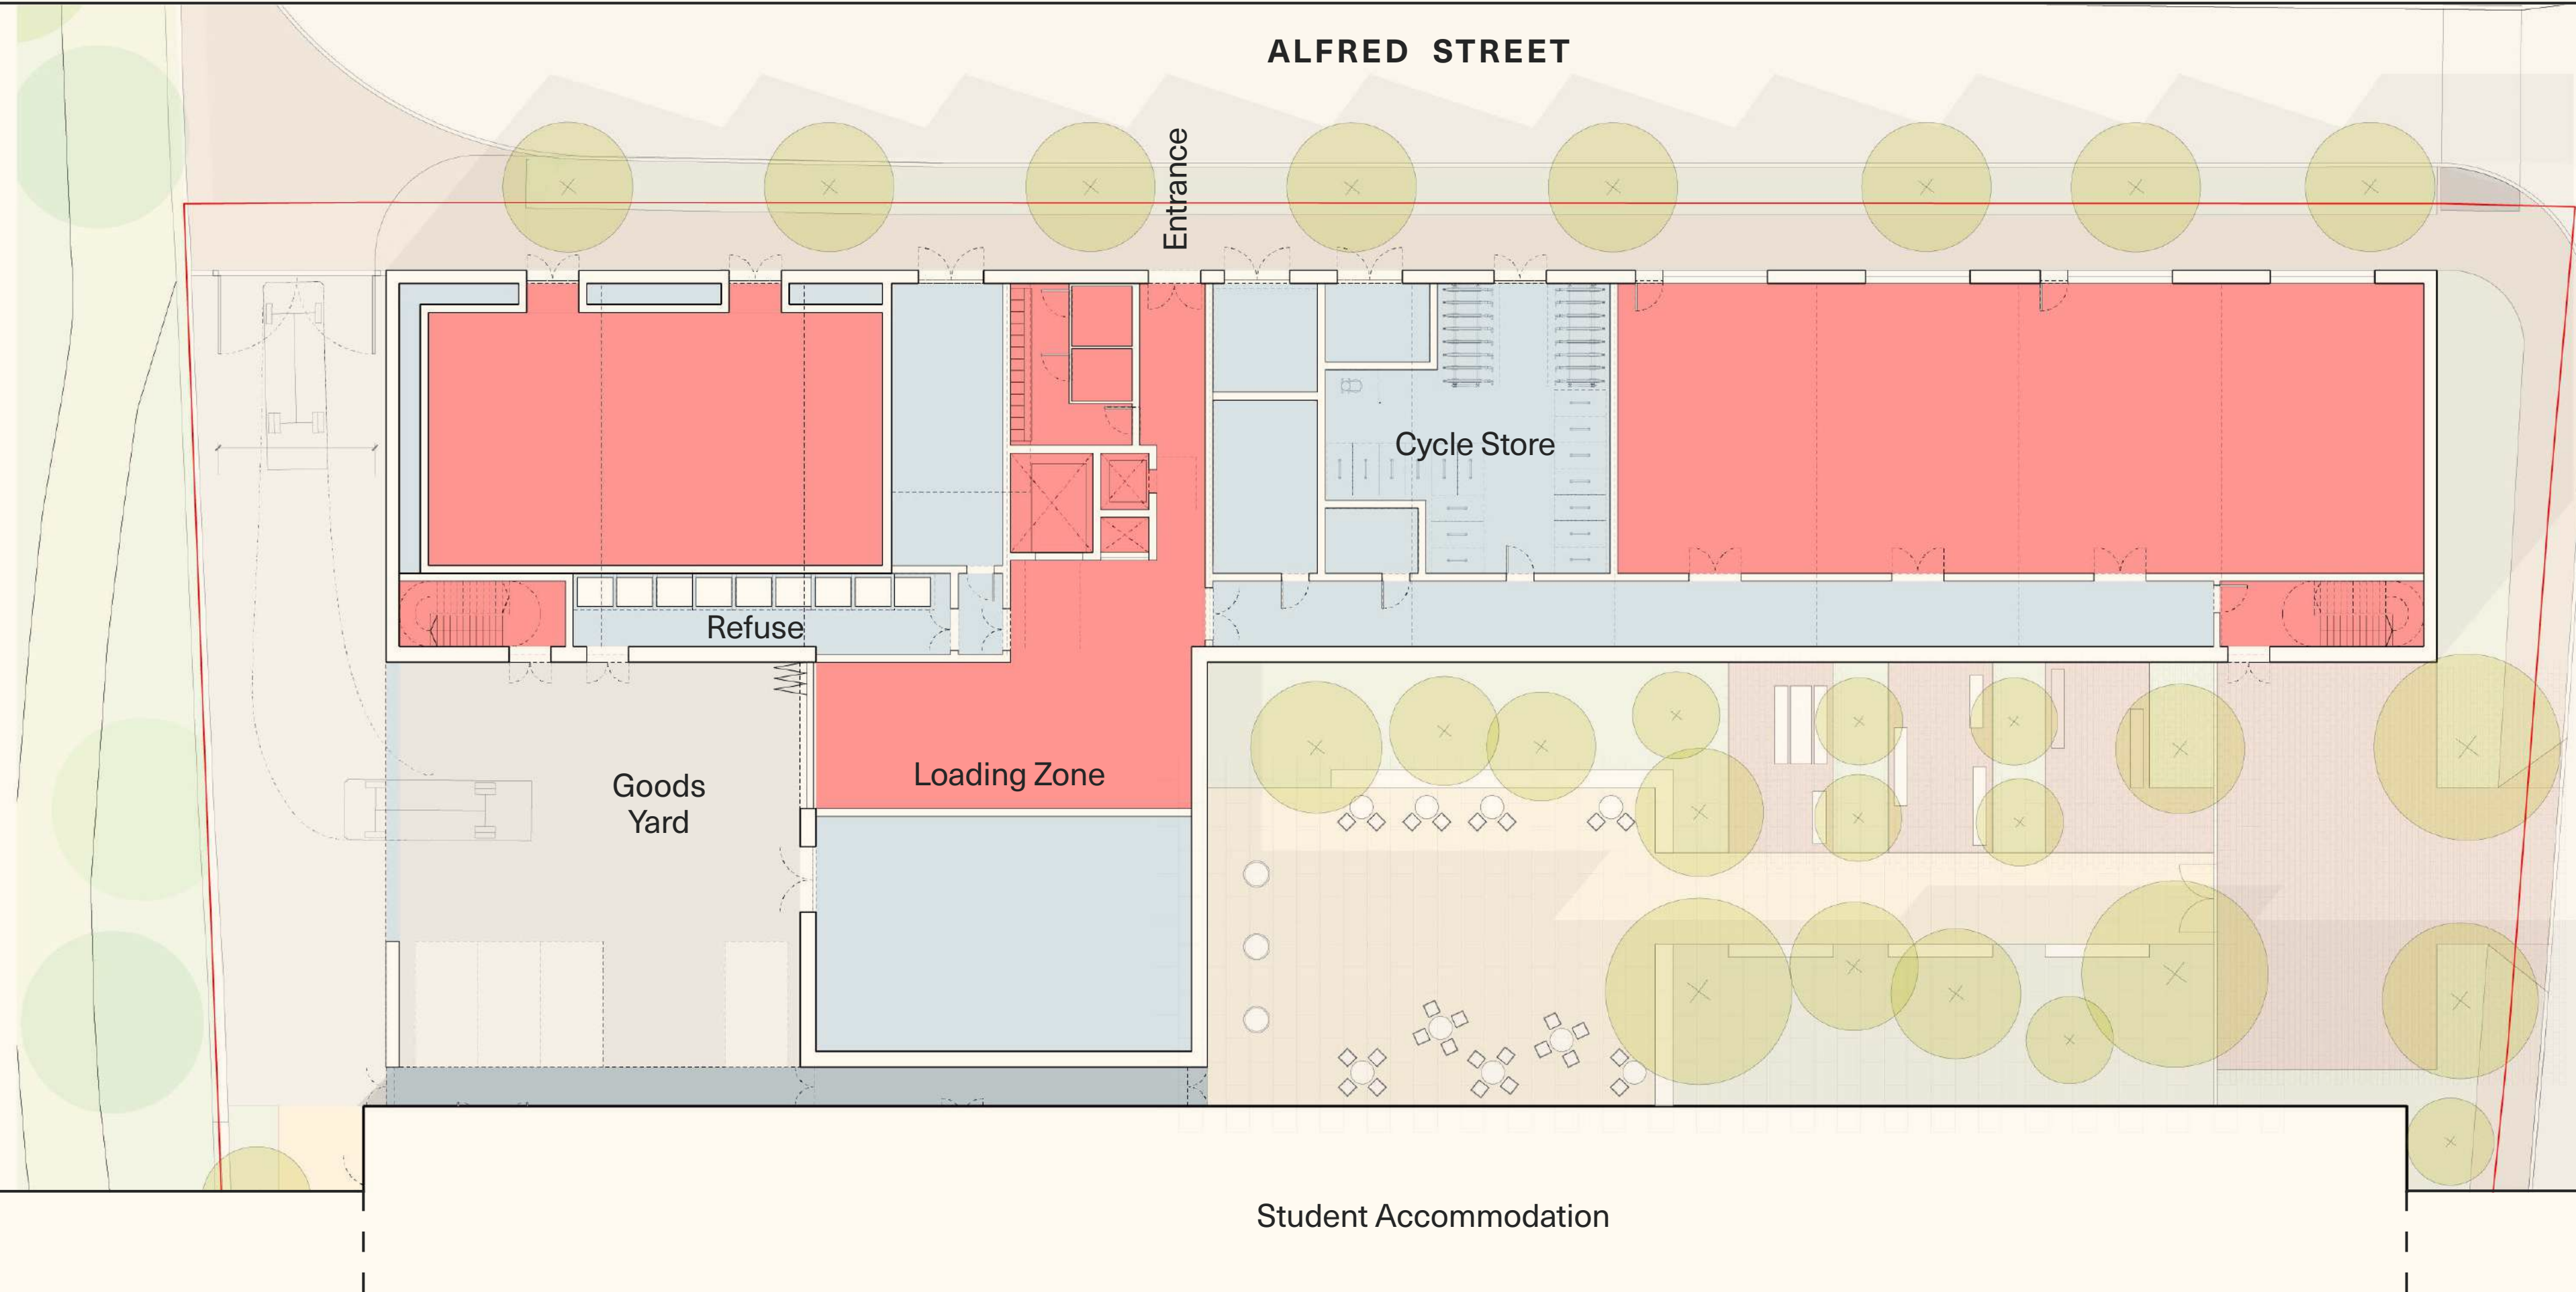 ALFRED STREET
Entrance
Cycle Store
Refuse
Goods
Yard
Loading Zone
Student Accommodation